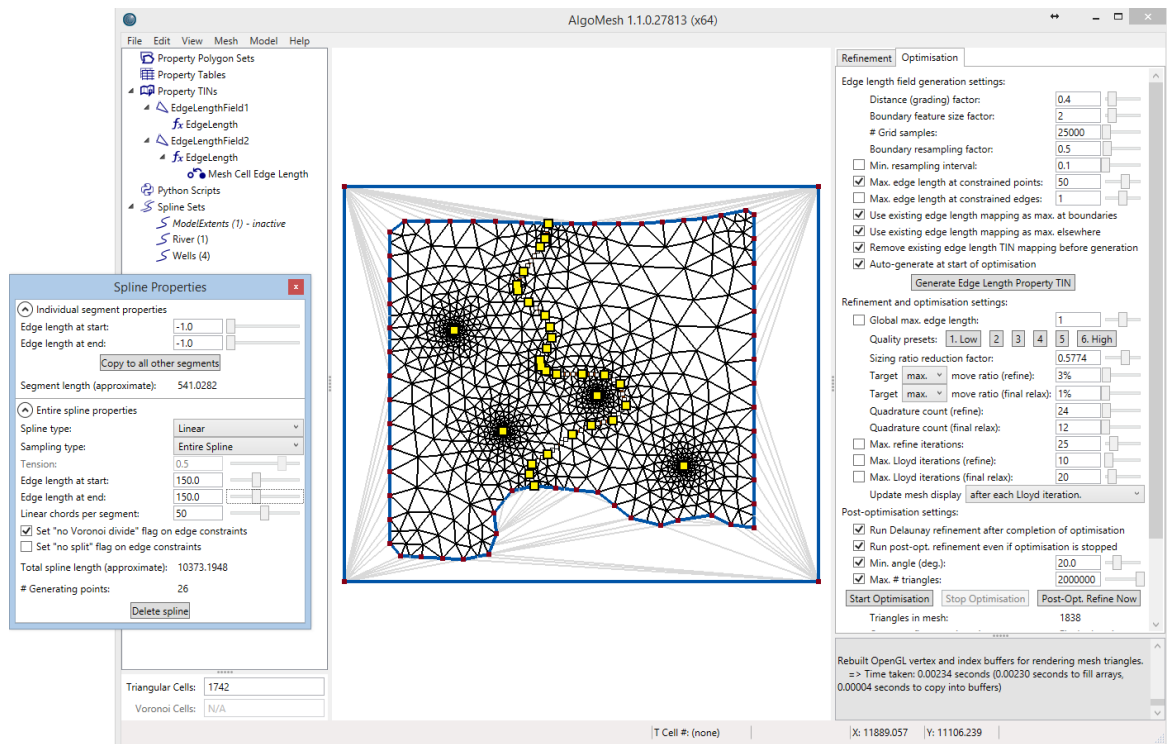 AlgoMesh 1.1.0.27813 (x64)
File Edit View Mesh Model Help
Property Polygon Sets
Property Tables
Property TINs
EdgeLengthField1
fx EdgeLength
EdgeLengthField2
fx EdgeLength
Mesh Cell Edge Length
Python Scripts
Spline Sets
ModelExtents (1) - inactive
River (1)
Wells (4)
Spline Properties
x
Individual segment properties
Edge length at start: -1.0
Edge length at end: -1.0
Copy to all other segments
Segment length (approximate): 541.0282
Entire spline properties
Spline type: Linear
Sampling type: Entire Spline
Tension: 0.5
Edge length at start: 150.0
Edge length at end: 150.0
Linear chords per segment: 50
Set "no Voronoi divide" flag on edge constraints
Set "no split" flag on edge constraints
Total spline length (approximate): 10373.1948
# Generating points: 26
Delete spline
Triangular Cells: 1742
Voronoi Cells: N/A
Refinement Optimisation
Edge length field generation settings:
Distance (grading) factor: 0.4
Boundary feature size factor: 2
# Grid samples: 25000
Boundary resampling factor: 0.5
Min. resampling interval: 0.1
Max. edge length at constrained points: 50
Max. edge length at constrained edges: 1
Use existing edge length mapping as max. at boundaries
Use existing edge length mapping as max. elsewhere
Remove existing edge length TIN mapping before generation
Auto-generate at start of optimisation
Generate Edge Length Property TIN
Refinement and optimisation settings:
Global max. edge length: 1
Quality presets: 1. Low 2 3 4 5 6. High
Sizing ratio reduction factor: 0.5774
Target max. move ratio (refine): 3%
Target max. move ratio (final relax): 1%
Quadrature count (refine): 24
Quadrature count (final relax): 12
Max. refine iterations: 25
Max. Lloyd iterations (refine): 10
Max. Lloyd iterations (final relax): 20
Update mesh display after each Lloyd iteration.
Post-optimisation settings:
Run Delaunay refinement after completion of optimisation
Run post-opt. refinement even if optimisation is stopped
Min. angle (deg.): 20.0
Max. # triangles: 2000000
Start Optimisation Stop Optimisation Post-Opt. Refine Now
Triangles in mesh: 1838
Rebuilt OpenGL vertex and index buffers for rendering mesh triangles.
=> Time taken: 0.00234 seconds (0.00230 seconds to fill arrays,
0.00004 seconds to copy into buffers)
T Cell #: (none) X: 11889.057 Y: 11106.239